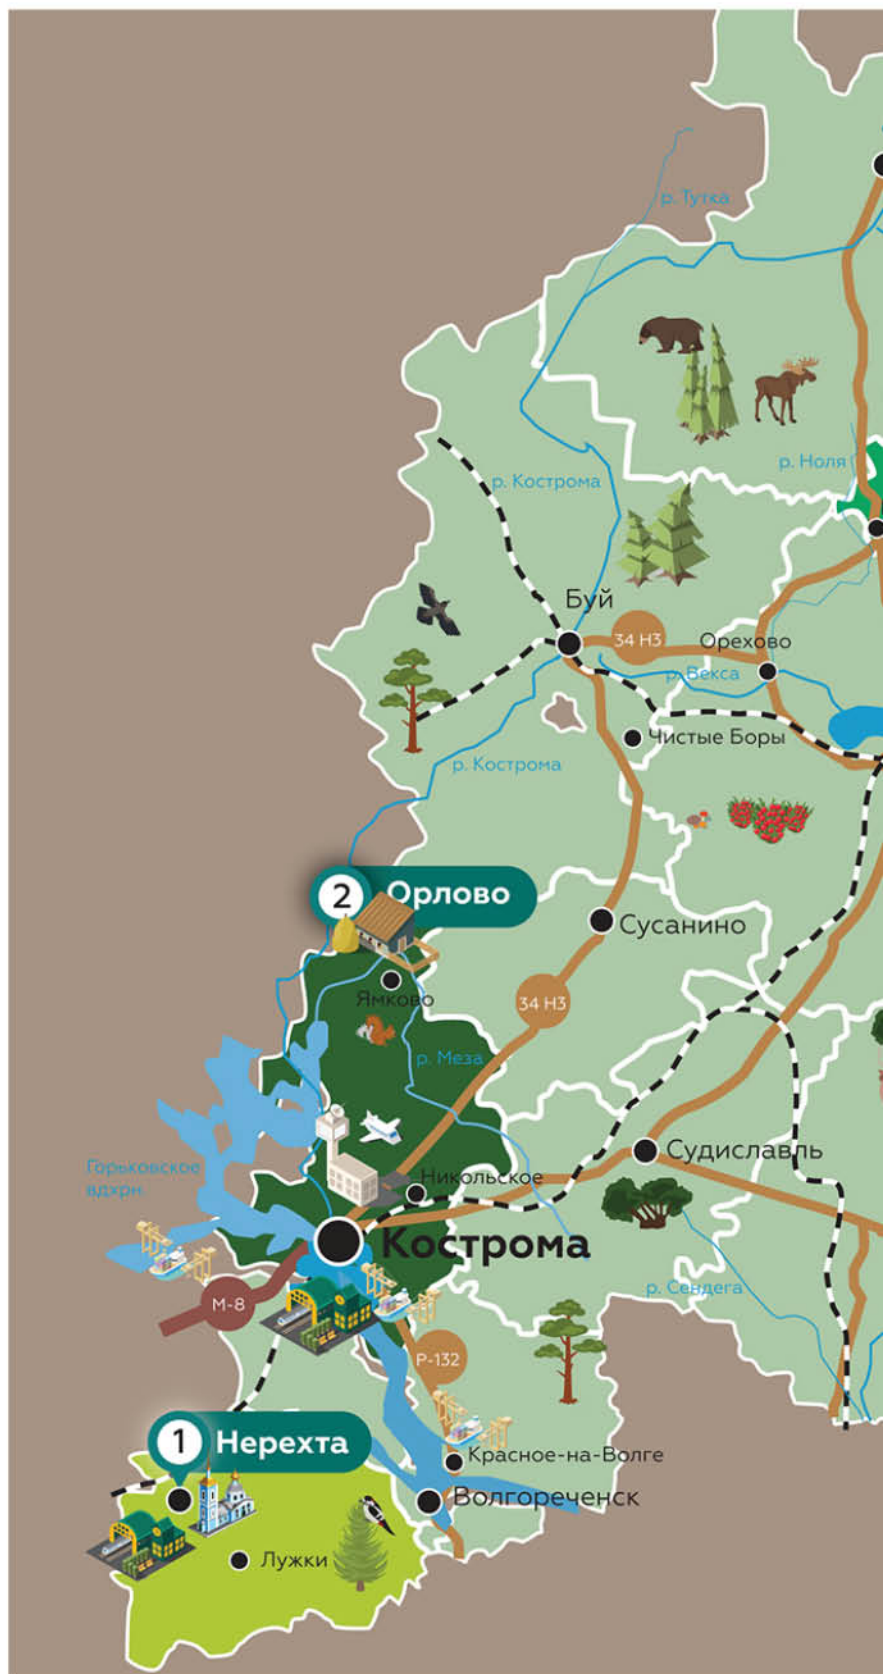 р. Тутка
р. Ноля
р. Кострома
Буй
34 Н3
Орехово
р. Векса
Чистые Боры
р. Кострома
2
Орлово
Сусанино
Ямково
34 Н3
р. Меза
Горьковское
вдхрн.
Никольское
Судиславль
Кострома
М-8
р. Сендега
Р-132
1
Нерехта
Красное-на-Волге
Волгореченск
Лужки